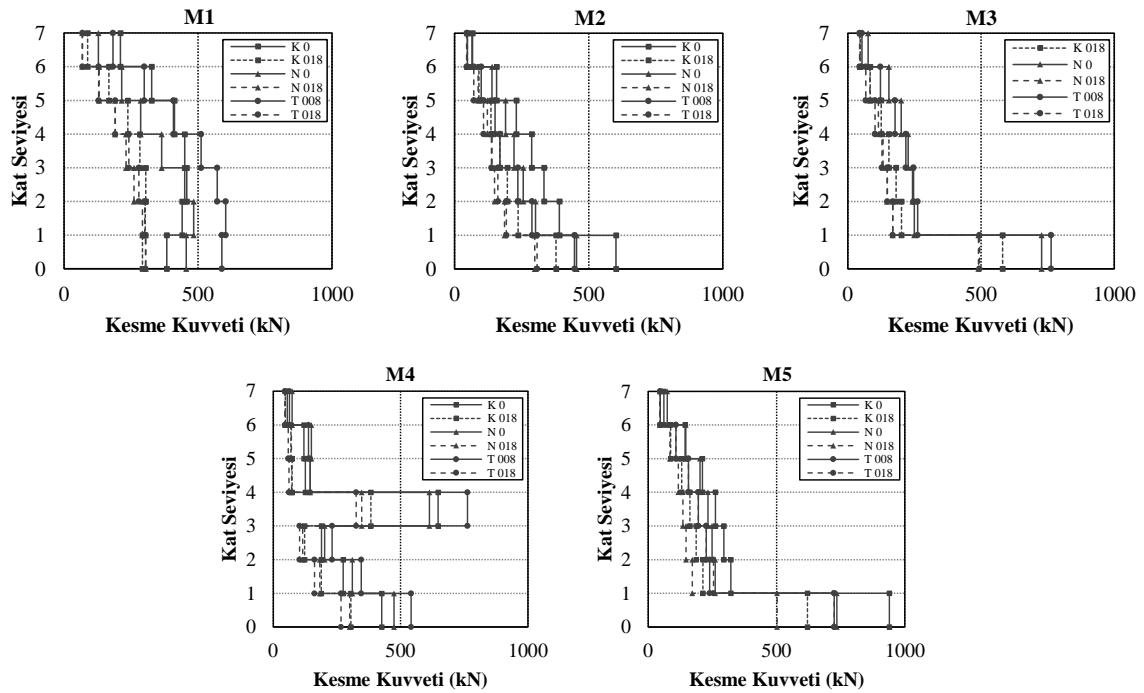 M1
7
6
5
4
3
2
1
0
Kat Seviyesi
0 500 1000
Kesme Kuvveti (kN)
K 0
K 018
N 0
N 018
T 008
T 018
M2
7
6
5
4
3
2
1
0
Kat Seviyesi
0 500 1000
Kesme Kuvveti (kN)
K 0
K 018
N 0
N 018
T 008
T 018
M3
7
6
5
4
3
2
1
0
Kat Seviyesi
0 500 1000
Kesme Kuvveti (kN)
K 018
N 0
N 018
T 008
T 018
M4
7
6
5
4
3
2
1
0
Kat Seviyesi
0 500 1000
Kesme Kuvveti (kN)
K 0
K 018
N 0
N 018
T 008
T 018
M5
7
6
5
4
3
2
1
0
Kat Seviyesi
0 500 1000
Kesme Kuvveti (kN)
K 0
K 018
N 0
N 018
T 008
T 018